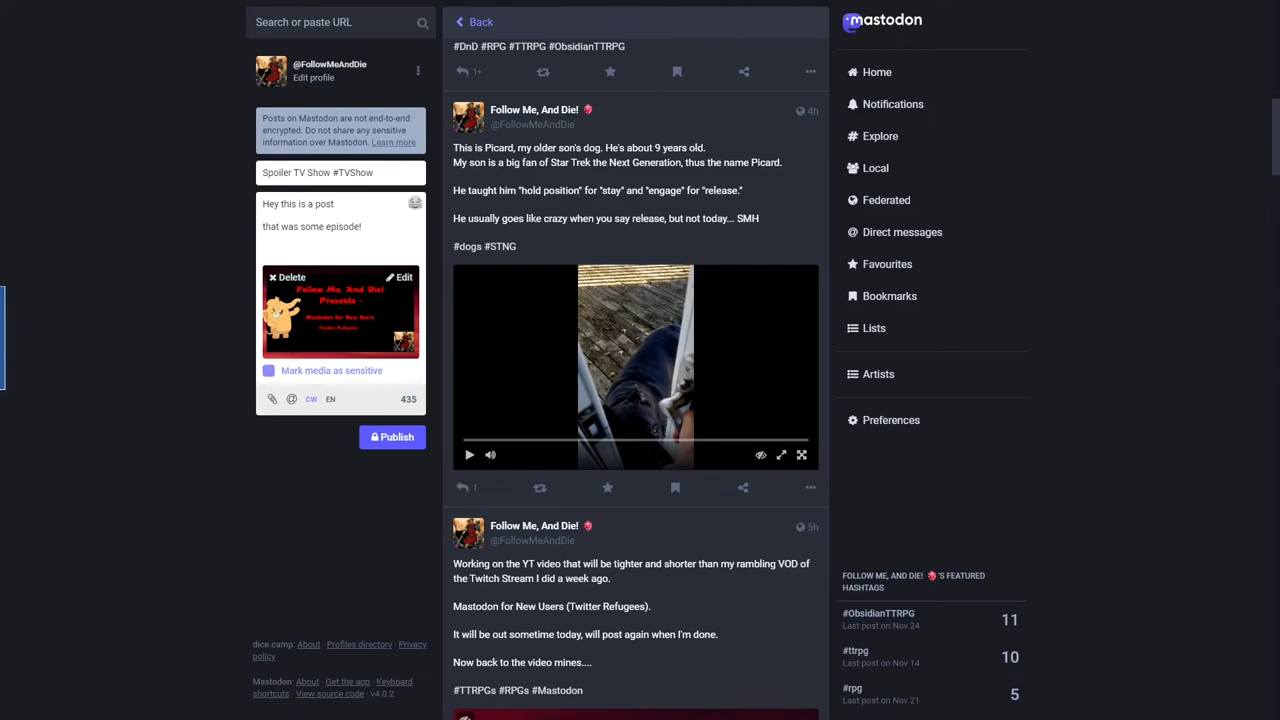 Search or paste URL
@FollowMeAndDie
Edit profile
Posts on Mastodon are not end-to-end
encrypted. Do not share any sensitive
information over Mastodon. Learn more
Spoiler TV Show #TVShow
Hey this is a post
that was some episode!
Delete
Edit
Follow Me, And Die!
Presents -
Mastodon for New Users
(Twitter Refugees)
Mark media as sensitive
CW
EN
435
Publish
dice.camp: About · Profiles directory · Privacy
policy
Mastodon: About · Get the app · Keyboard
shortcuts · View source code · v4.0.2
Back
#DnD #RPG #TTRPG #ObsidianTTRPG
1+
Follow Me, And Die!
4h
@FollowMeAndDie
This is Picard, my older son's dog. He's about 9 years old.
My son is a big fan of Star Trek the Next Generation, thus the name Picard.
He taught him "hold position" for "stay" and "engage" for "release."
He usually goes like crazy when you say release, but not today... SMH
#dogs #STNG
1
Follow Me, And Die!
5h
@FollowMeAndDie
Working on the YT video that will be tighter and shorter than my rambling VOD of
the Twitch Stream I did a week ago.
Mastodon for New Users (Twitter Refugees).
It will be out sometime today, will post again when I'm done.
Now back to the video mines....
#TTRPGs #RPGs #Mastodon
mastodon
Home
Notifications
Explore
Local
Federated
Direct messages
Favourites
Bookmarks
Lists
Artists
Preferences
FOLLOW ME, AND DIE! 'S FEATURED
HASHTAGS
#ObsidianTTRPG
Last post on Nov 24
11
#ttrpg
Last post on Nov 14
10
#rpg
Last post on Nov 21
5